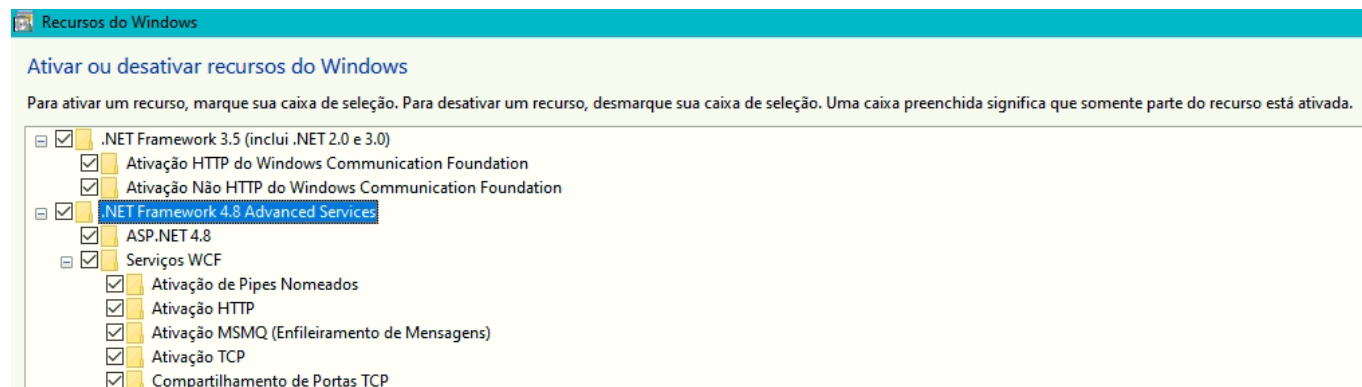 Recursos do Windows
Ativar ou desativar recursos do Windows
Para ativar um recurso, marque sua caixa de seleção. Para desativar um recurso, desmarque sua caixa de seleção. Uma caixa preenchida significa que somente parte do recurso está ativada.
.NET Framework 3.5 (inclui .NET 2.0 e 3.0)
Ativação HTTP do Windows Communication Foundation
Ativação Não HTTP do Windows Communication Foundation
.NET Framework 4.8 Advanced Services
ASP.NET 4.8
Serviços WCF
Ativação de Pipes Nomeados
Ativação HTTP
Ativação MSMQ (Enfileiramento de Mensagens)
Ativação TCP
Compartilhamento de Portas TCP